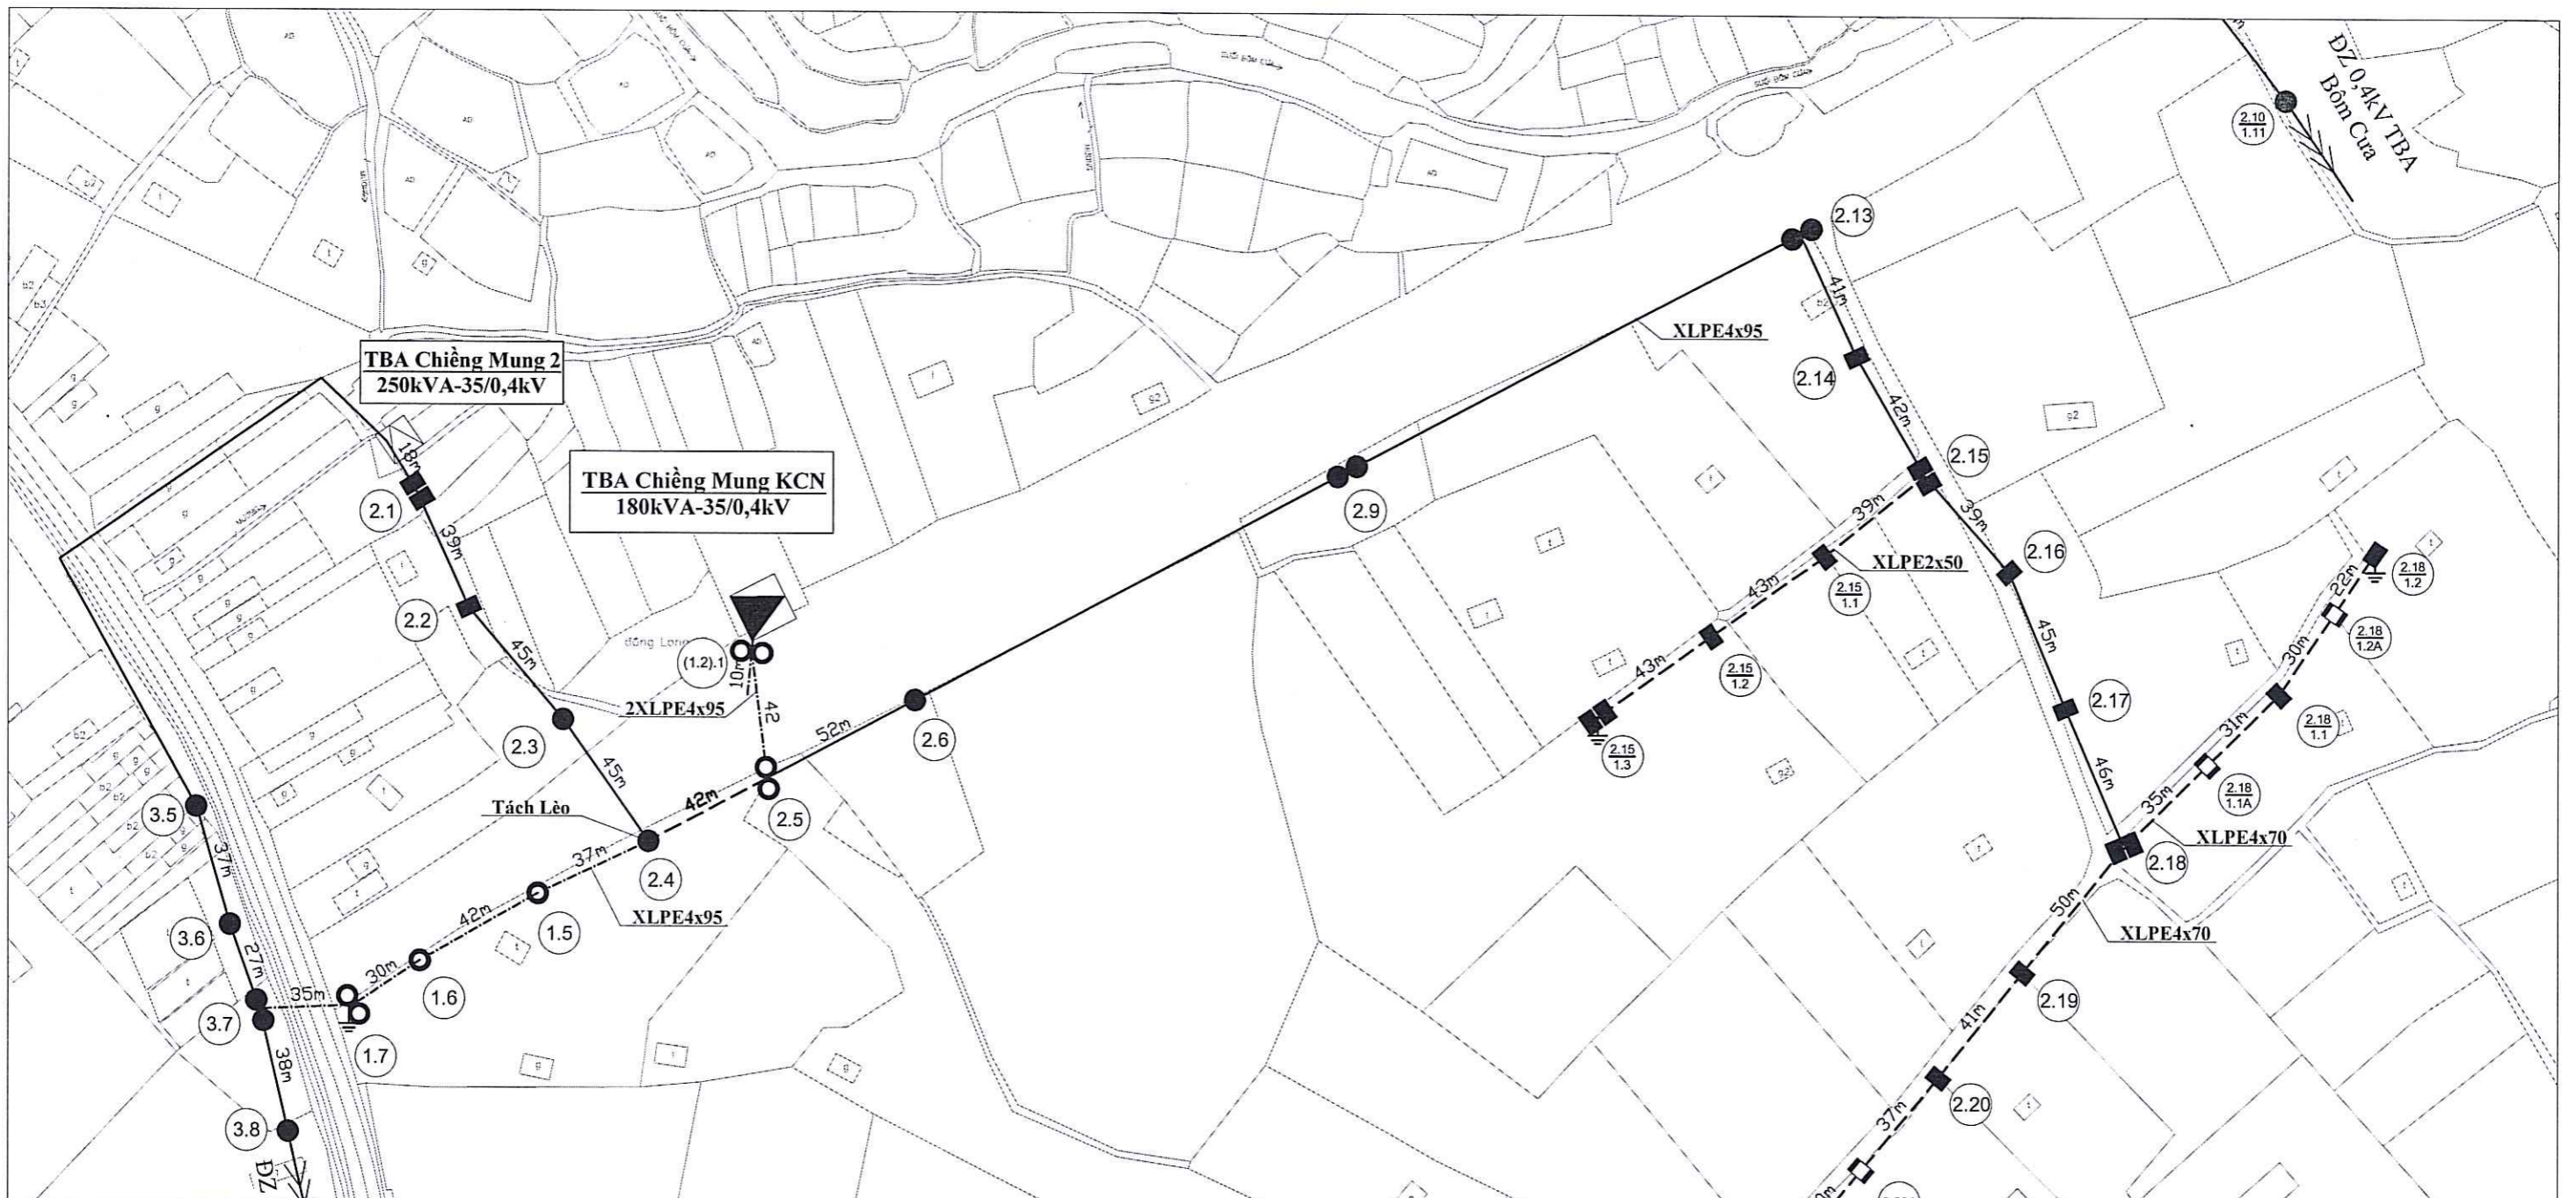 ĐZ 0,4kV TBA
Bôm Cưa
2.10
1.11
2.13
41m
XLPE4x95
2.14
42m
TBA Chiềng Mung 2
250kVA-35/0,4kV
18m
2.1
39m
2.2
TBA Chiềng Mung KCN
180kVA-35/0,4kV
2.9
2.15
39m
39m
XLPE2x50
2.15
1.1
2.16
43m
2.18
1.2
22m
2.18
1.2A
30m
45m
(1.2).1
10m
2XLPE4x95
42
2.15
1.2
43m
45m
2.17
2.18
1.1
31m
2.3
52m
2.6
2.15
1.3
46m
2.18
1.1A
35m
XLPE4x70
45m
Tách Lèo
42m
2.5
3.5
37m
37m
2.4
2.18
XLPE4x95
42m
1.5
50m
XLPE4x70
3.6
27m
30m
1.6
2.19
35m
3.7
1.7
41m
38m
2.20
3.8
37m
ĐZ